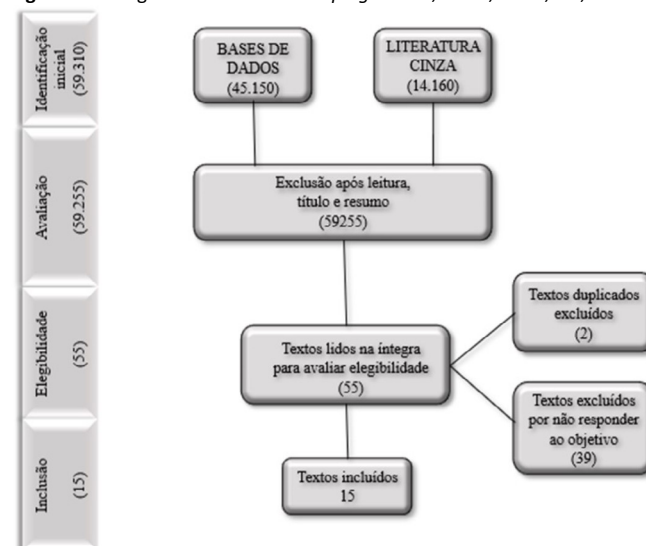 Identificação
inicial
(59.310)
BASES DE
DADOS
(45.150)
LITERATURA
CINZA
(14.160)
Avaliação
(59.255)
Exclusão após leitura,
título e resumo
(59255)
Elegibilidade
(55)
Textos lidos na íntegra
para avaliar elegibilidade
(55)
Textos duplicados
excluídos
(2)
Textos excluídos
por não responder
ao objetivo
(39)
Inclusão
(15)
Textos incluídos
15